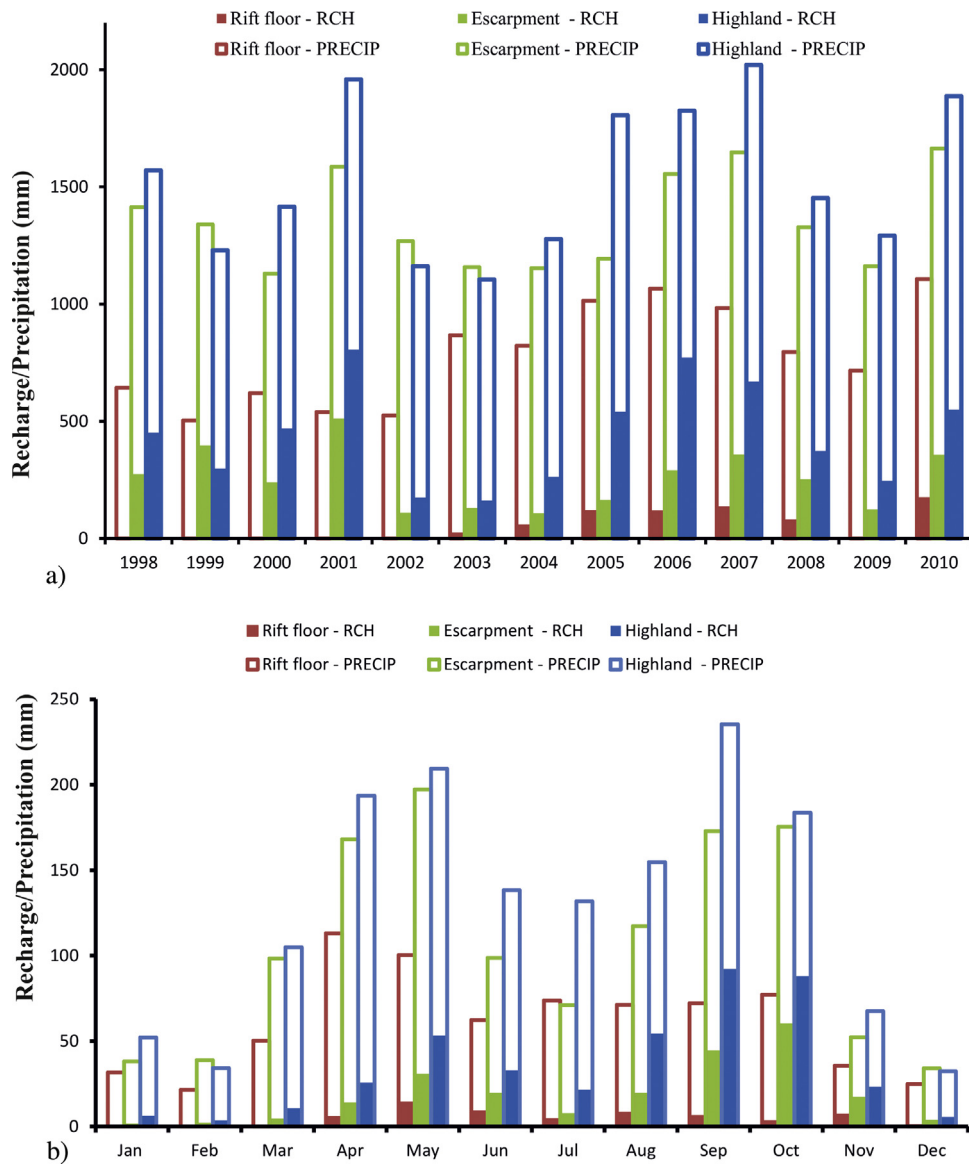 Rift floor - RCH Escarpment - RCH Highland - RCH
Rift floor - PRECIP Escarpment - PRECIP Highland - PRECIP
Recharge/Precipitation (mm)
2000
1500
1000
500
0
1998 1999 2000 2001 2002 2003 2004 2005 2006 2007 2008 2009 2010
a)
Rift floor - RCH Escarpment - RCH Highland - RCH
Rift floor - PRECIP Escarpment - PRECIP Highland - PRECIP
Recharge/Precipitation (mm)
250
200
150
100
50
0
Jan Feb Mar Apr May Jun Jul Aug Sep Oct Nov Dec
b)